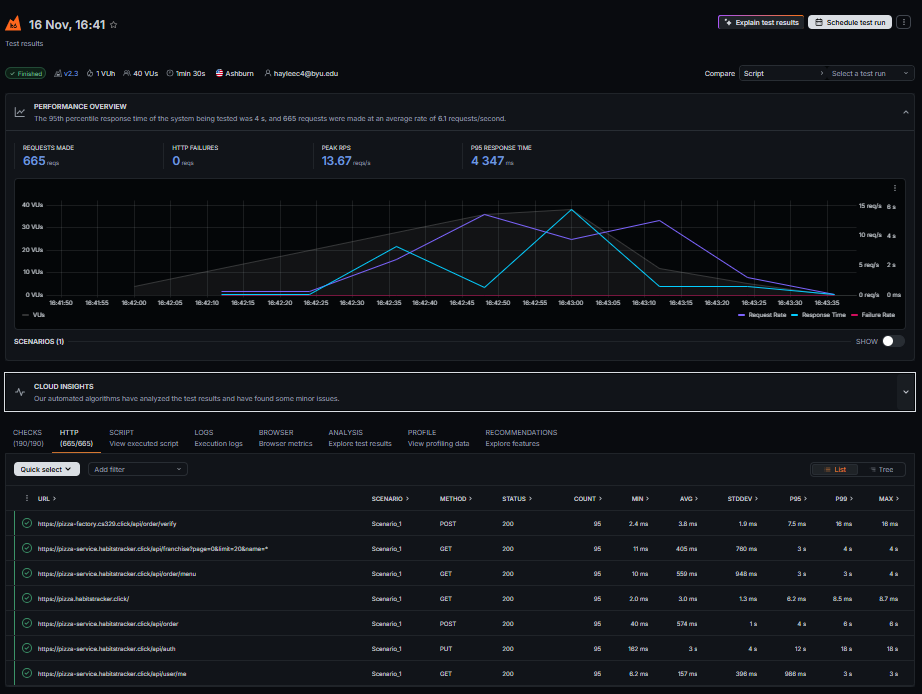 16 Nov, 16:41
Explain test results
Schedule test run
Test results
Finished
v2.3
1 VUh
40 VUs
1min 30s
Ashburn
hayleec4@byu.edu
Compare
Script
Select a test run
PERFORMANCE OVERVIEW
The 95th percentile response time of the system being tested was 4 s, and 665 requests were made at an average rate of 6.1 requests/second.
REQUESTS MADE HTTP FAILURES PEAK RPS P95 RESPONSE TIME
665 reqs 0 reqs 13.67 reqs/s 4 347 ms
40 VUs 15 req/s 6 s
30 VUs 10 req/s 4 s
20 VUs
10 VUs 5 req/s 2 s
0 VUs 0 req/s 0 ms
16:41:50 16:41:55 16:42:00 16:42:05 16:42:10 16:42:20 16:42:25 16:42:30 16:42:35 16:42:40 16:42:45 16:42:50 16:42:55 16:43:00 16:43:05 16:43:10 16:43:15 16:43:20 16:43:25 16:43:30 16:43:35
VUs Request Rate Response Time Failure Rate
SCENARIOS (1) SHOW
CLOUD INSIGHTS
Our automated algorithms have analyzed the test results and have found some minor issues.
CHECKS HTTP SCRIPT LOGS BROWSER ANALYSIS PROFILE RECOMMENDATIONS
(190/190) (665/665) View executed script Execution logs Browser metrics Explore test results View profiling data Explore features
Quick select Add filter List Tree
URL SCENARIO METHOD STATUS COUNT MIN AVG STDDEV P95 P99 MAX
https://pizza-factory.cs329.click/api/order/verify Scenario_1 POST 200 95 2.4 ms 3.8 ms 1.9 ms 7.5 ms 16 ms 16 ms
https://pizza-service.habitstracker.click/api/franchise?page=0&limit=20&name=* Scenario_1 GET 200 95 11 ms 405 ms 760 ms 3 s 4 s 4 s
https://pizza-service.habitstracker.click/api/order/menu Scenario_1 GET 200 95 10 ms 559 ms 948 ms 3 s 3 s 4 s
https://pizza.habitstracker.click/ Scenario_1 GET 200 95 2.0 ms 3.0 ms 1.3 ms 6.2 ms 8.5 ms 8.7 ms
https://pizza-service.habitstracker.click/api/order Scenario_1 POST 200 95 40 ms 574 ms 1 s 4 s 6 s 6 s
https://pizza-service.habitstracker.click/api/auth Scenario_1 PUT 200 95 162 ms 3 s 4 s 12 s 18 s 18 s
https://pizza-service.habitstracker.click/api/user/me Scenario_1 GET 200 95 6.2 ms 157 ms 396 ms 986 ms 3 s 3 s